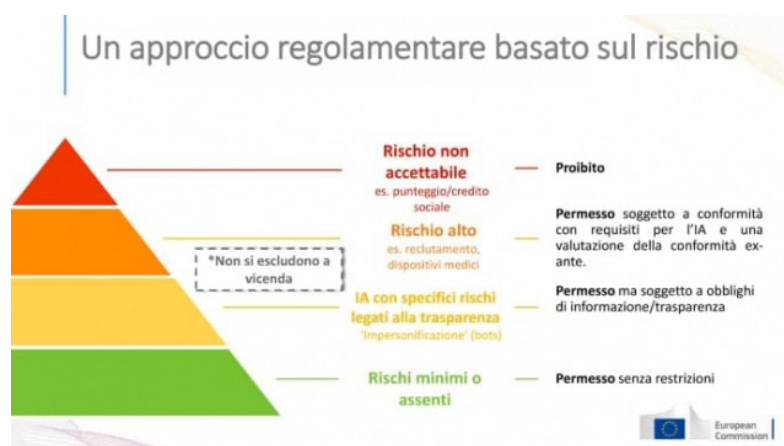 Un approccio regolamentare basato sul rischio
Rischio non
accettabile
es. punteggio/credito
sociale
Proibito
Rischio alto
es. reclutamento,
dispositivi medici
Permesso soggetto a conformità
con requisiti per l'IA e una
valutazione della conformità ex-
ante.
*Non si escludono a
vicenda
IA con specifici rischi
legati alla trasparenza
'Impersonificazione' (bots)
Permesso ma soggetto a obblighi
di informazione/trasparenza
Rischi minimi o
assenti
Permesso senza restrizioni
European
Commission